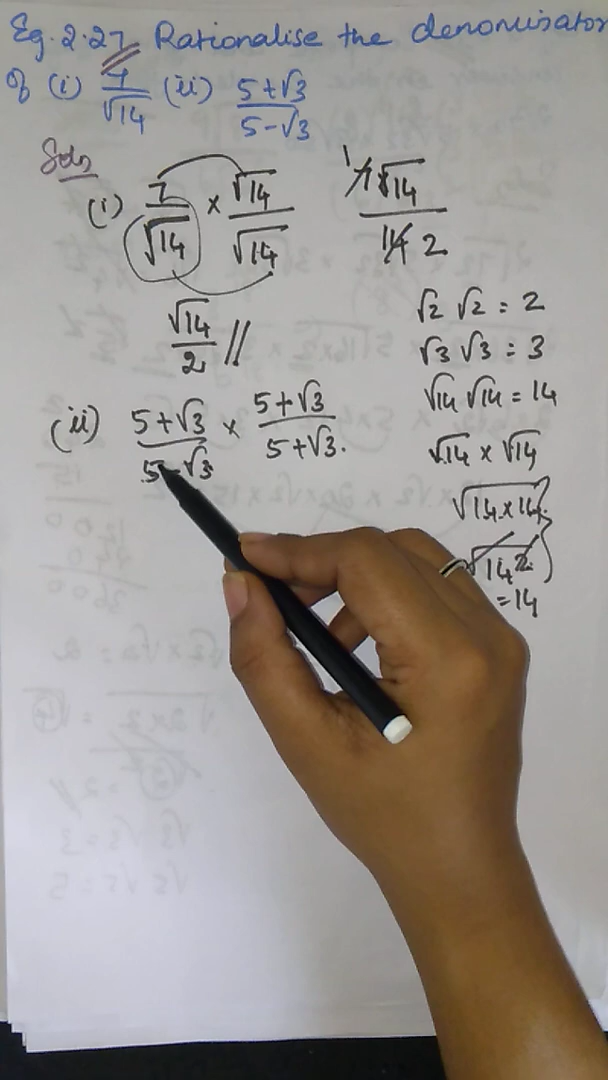 Eg. 2.27 Rationalise the denominator
of (i) 7/√14 (ii) 5+√3/5-√3
Soln
(i) 7/√14 × √14/√14
7√14/14 2
1
√14/2 //
√2 √2 = 2
√3 √3 = 3
√14 √14 = 14
√14 × √14
√14×14
√14²
=14
(ii) 5+√3/5-√3 × 5+√3/5+√3.